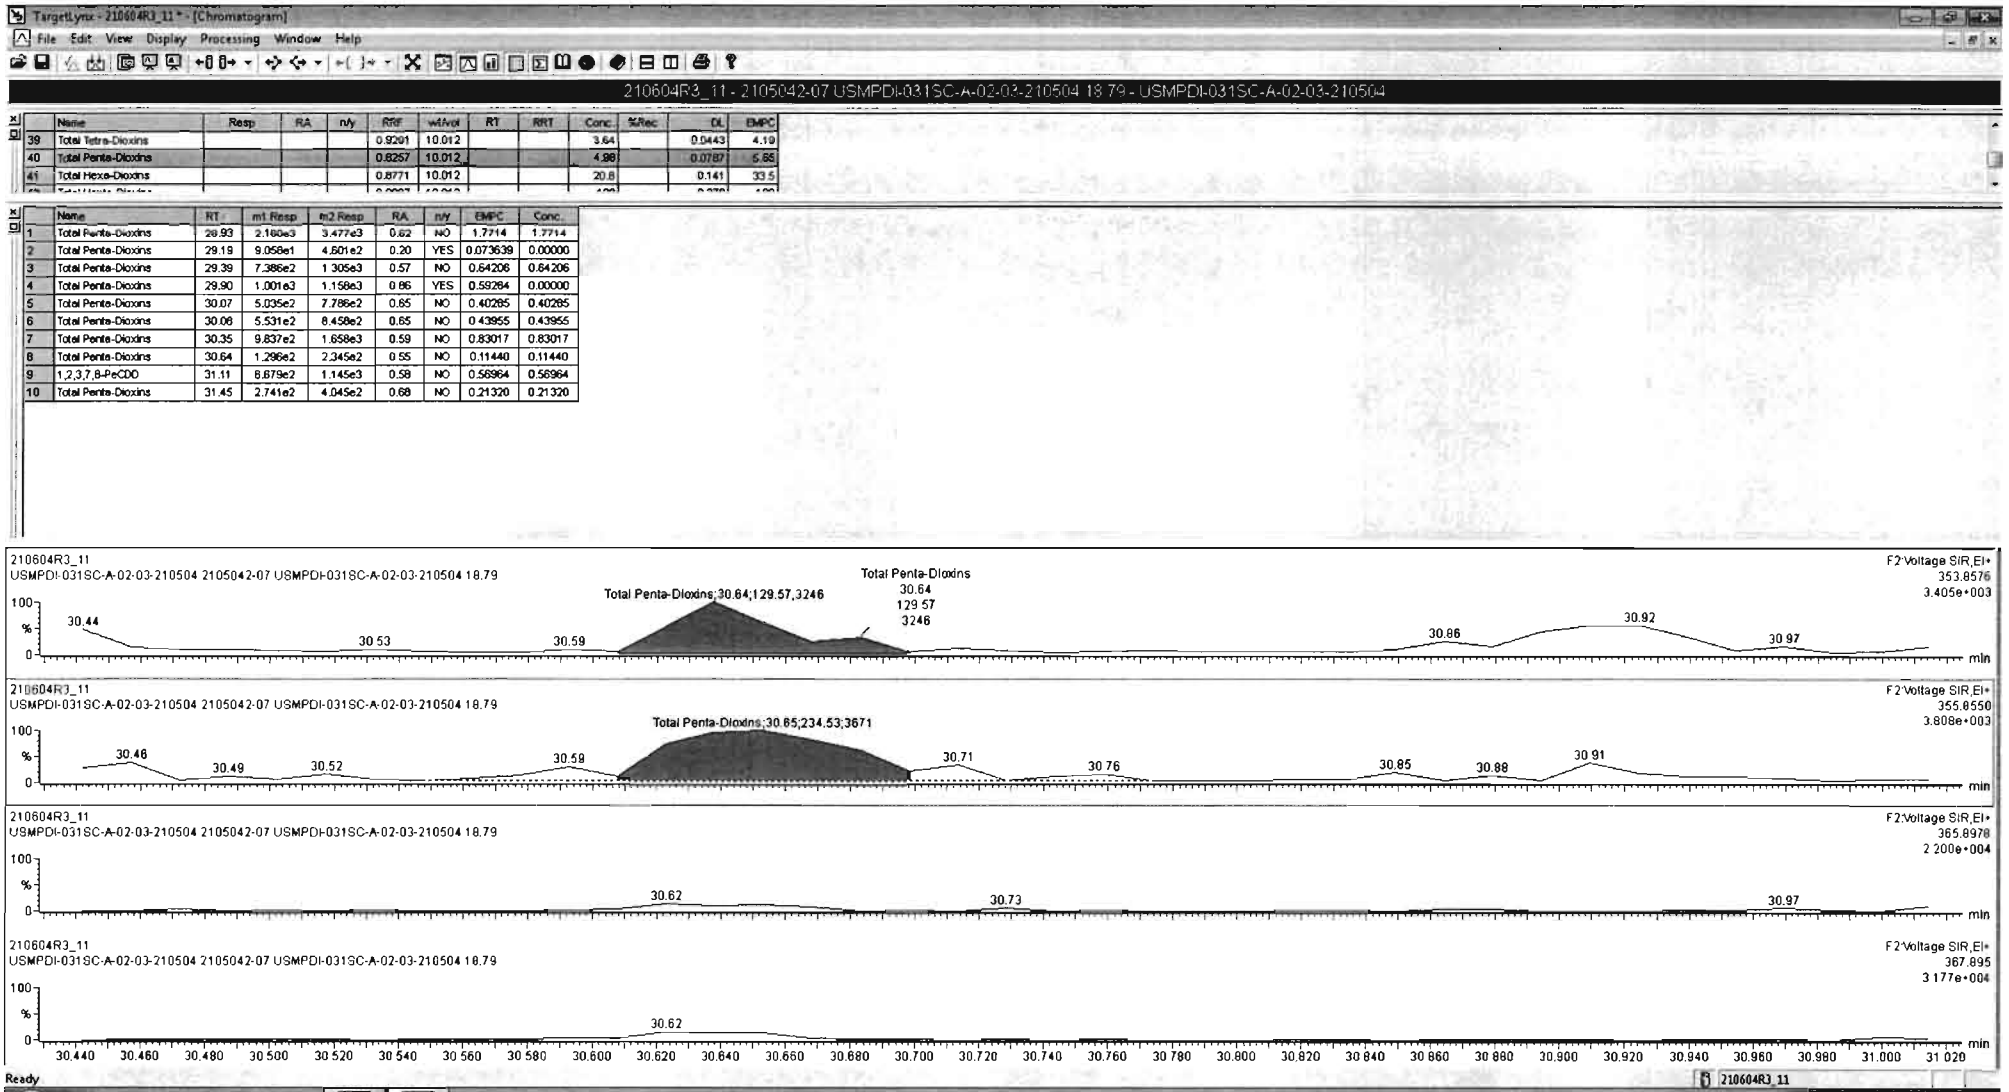 TargetLynx - 210604R3_11 * - [Chromatogram]
File Edit View Display Processing Window Help
210604R3_11 - 2105042-07 USMPDI-031SC-A-02-03-210504 18.79 - USMPDI-031SC-A-02-03-210504
Name Resp RA n/y RRF wt/vol RT RRT Conc. %Rec DL EMPC
39 Total Tetra-Dioxins 0.9291 10.012 3.64 0.0443 4.19
40 Total Penta-Dioxins 0.8257 10.012 4.98 0.0787 5.65
41 Total Hexa-Dioxins 0.8771 10.012 20.8 0.141 33.5
Name RT m1 Resp m2 Resp RA n/y EMPC Conc.
1 Total Penta-Dioxins 28.93 2.160e3 3.477e3 0.62 NO 1.7714 1.7714
2 Total Penta-Dioxins 29.19 9.058e1 4.601e2 0.20 YES 0.073639 0.00000
3 Total Penta-Dioxins 29.39 7.386e2 1.305e3 0.57 NO 0.64206 0.64206
4 Total Penta-Dioxins 29.90 1.001e3 1.158e3 0.86 YES 0.59264 0.00000
5 Total Penta-Dioxins 30.07 5.035e2 7.786e2 0.65 NO 0.40285 0.40285
6 Total Penta-Dioxins 30.08 5.531e2 8.458e2 0.65 NO 0.43955 0.43955
7 Total Penta-Dioxins 30.35 9.837e2 1.658e3 0.59 NO 0.83017 0.83017
8 Total Penta-Dioxins 30.64 1.296e2 2.345e2 0.55 NO 0.11440 0.11440
9 1,2,3,7,8-PeCDD 31.11 6.679e2 1.145e3 0.58 NO 0.56964 0.56964
10 Total Penta-Dioxins 31.45 2.741e2 4.045e2 0.68 NO 0.21320 0.21320
210604R3_11
USMPDI-031SC-A-02-03-210504 2105042-07 USMPDI-031SC-A-02-03-210504 18.79
F2:Voltage SIR,EI+
353.8576
3.405e+003
Total Penta-Dioxins;30.64;129.57;3246
Total Penta-Dioxins
30.64
129.57
3246
100
%
0
30.44 30.53 30.59 30.86 30.92 30.97
min
210604R3_11
USMPDI-031SC-A-02-03-210504 2105042-07 USMPDI-031SC-A-02-03-210504 18.79
F2:Voltage SIR,EI+
355.8550
3.808e+003
Total Penta-Dioxins;30.65;234.53;3671
100
%
0
30.46 30.49 30.52 30.59 30.71 30.76 30.85 30.88 30.91
min
210604R3_11
USMPDI-031SC-A-02-03-210504 2105042-07 USMPDI-031SC-A-02-03-210504 18.79
F2:Voltage SIR,EI+
365.8978
2.200e+004
100
%
0
30.62 30.73 30.97
min
210604R3_11
USMPDI-031SC-A-02-03-210504 2105042-07 USMPDI-031SC-A-02-03-210504 18.79
F2:Voltage SIR,EI+
367.895
3.177e+004
100
%
0
30.62
min
30.440 30.460 30.480 30.500 30.520 30.540 30.560 30.580 30.600 30.620 30.640 30.660 30.680 30.700 30.720 30.740 30.760 30.780 30.800 30.820 30.840 30.860 30.880 30.900 30.920 30.940 30.960 30.980 31.000 31.020
Ready
210604R3_11